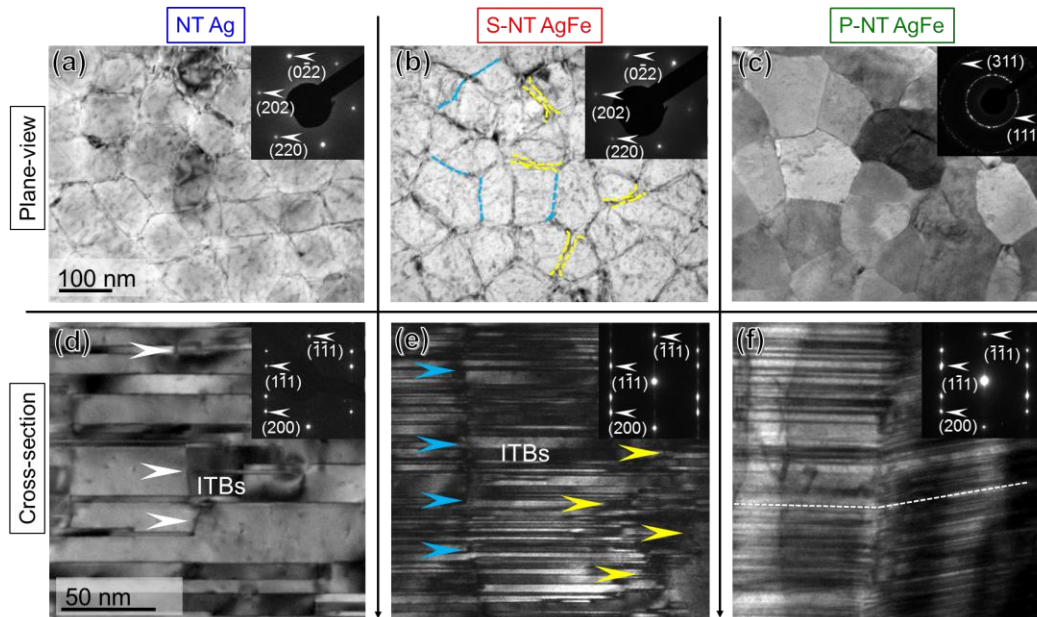 NT Ag
S-NT AgFe
P-NT AgFe
Plane-view
(a)
(02̄2)
(202)
(220)
100 nm
(b)
(02̄2)
(202)
(220)
(c)
(311)
(111)
Cross-section
(d)
(1̄1̄1)
(11̄1)
(200)
ITBs
50 nm
(e)
(1̄1̄1)
(11̄1)
(200)
ITBs
(f)
(1̄1̄1)
(11̄1)
(200)